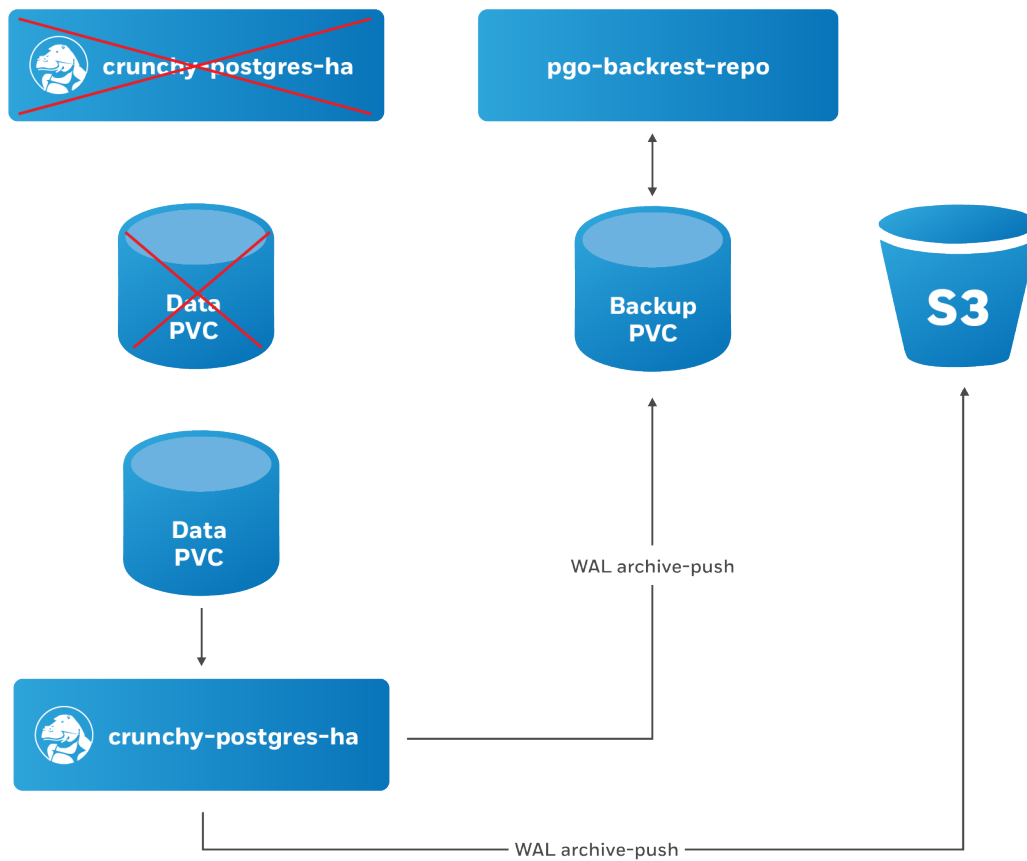 crunchy-postgres-ha
pgo-backrest-repo
Data
PVC
Backup
PVC
S3
Data
PVC
WAL archive-push
crunchy-postgres-ha
WAL archive-push